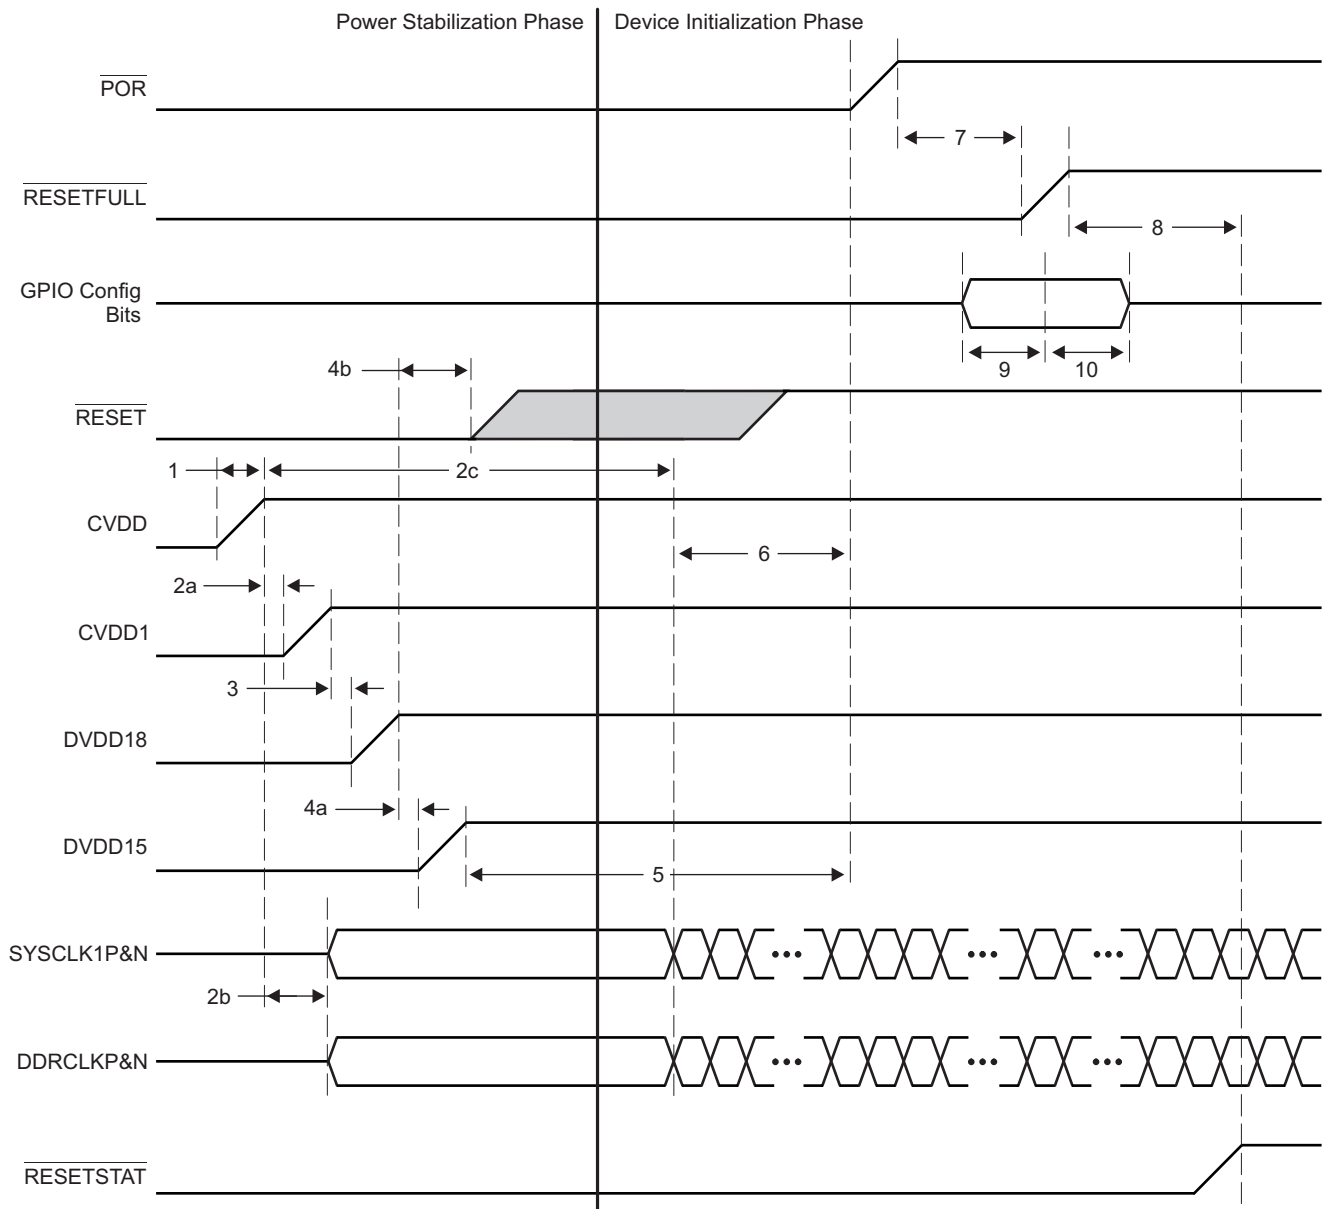 Power Stabilization Phase
Device Initialization Phase
POR
7
RESETFULL
8
GPIO Config
Bits
9
10
4b
RESET
1
2c
CVDD
6
2a
CVDD1
3
DVDD18
4a
DVDD15
5
SYSCLK1P&N
2b
DDRCLKP&N
RESETSTAT